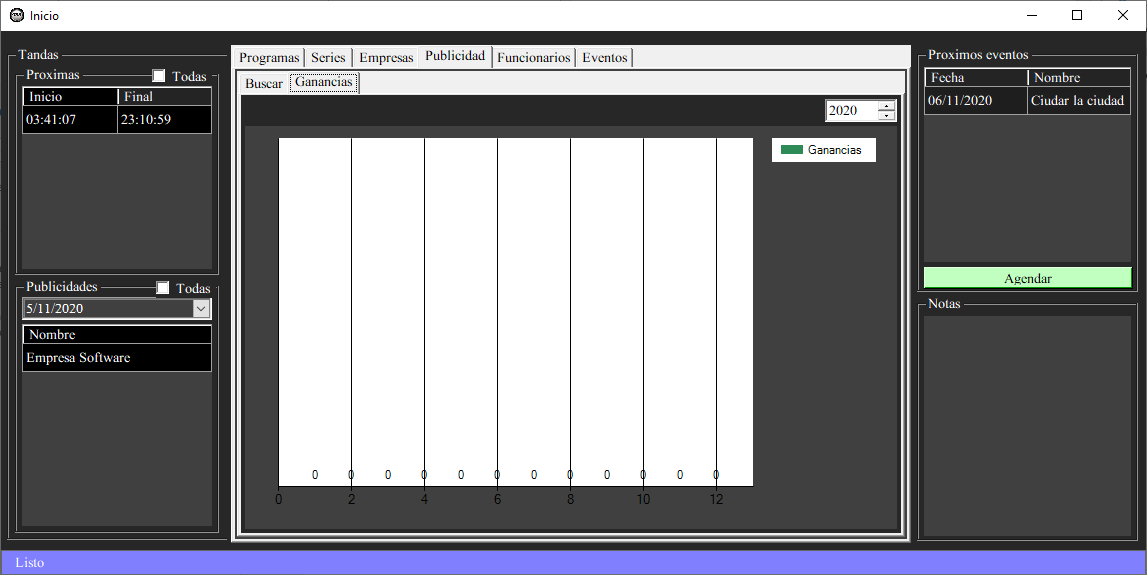 Inicio
Tandas
Proximas
Todas
Inicio Final
03:41:07 23:10:59
Publicidades
Todas
5/11/2020
Nombre
Empresa Software
Programas Series Empresas Publicidad Funcionarios Eventos
Buscar Ganancias
2020
Ganancias
0 0 0 0 0 0 0 0 0 0 0 0
0 2 4 6 8 10 12
Proximos eventos
Fecha Nombre
06/11/2020 Ciudar la ciudad
Agendar
Notas
Listo